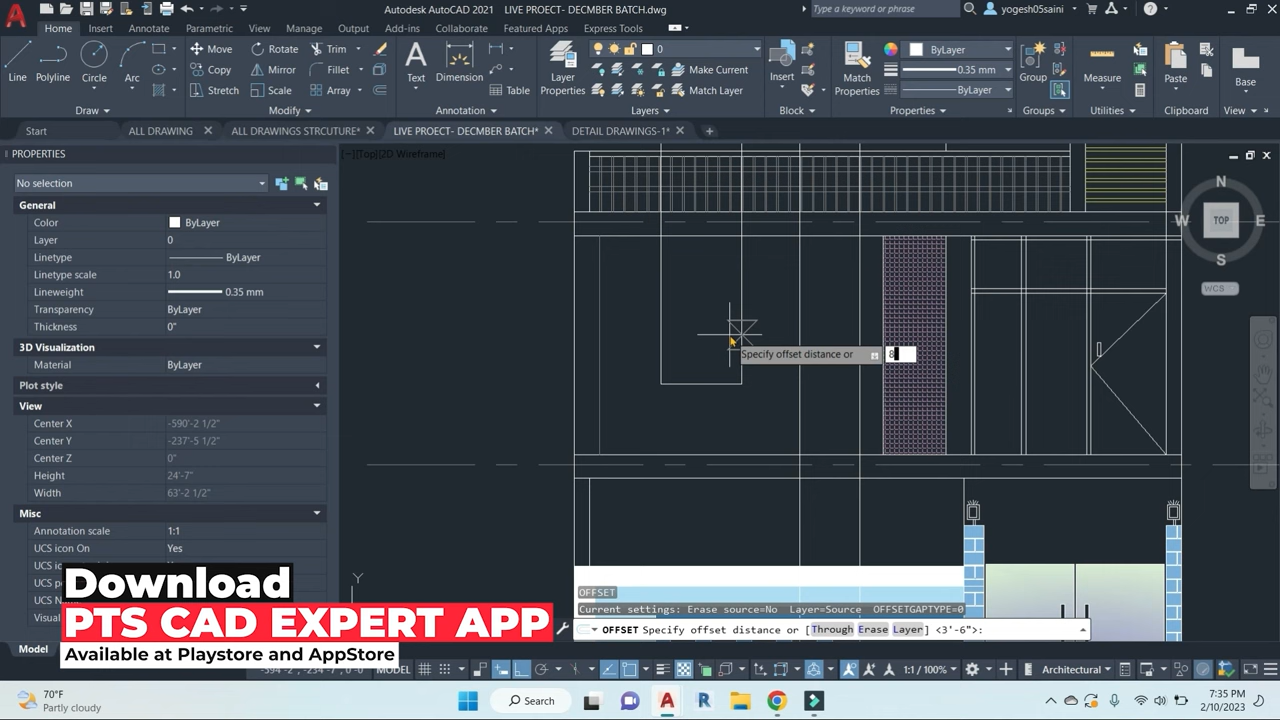 Autodesk AutoCAD 2021 LIVE PROJECT- DECMBER BATCH.dwg
Type a keyword or phrase
yogesh05saini
Home Insert Annotate Parametric View Manage Output Add-ins Collaborate Featured Apps Express Tools
Move Rotate Trim
0
ByLayer
Copy Mirror Fillet
Make Current
0.35 mm
Line Polyline Circle Arc
Text Dimension
Layer Properties
Insert
Match Properties
Group
Measure
Paste
Base
Stretch Scale Array
Table
Match Layer
ByLayer
Draw Modify Annotation Layers Block Properties Groups Utilities Clipboard View
Start ALL DRAWING ALL DRAWINGS STRCUTURE* LIVE PROECT- DECMBER BATCH* DETAIL DRAWINGS-1*
PROPERTIES
[−][Top][2D Wireframe]
No selection
General
Color ByLayer
Layer 0
Linetype ByLayer
Linetype scale 1.0
Lineweight 0.35 mm
Transparency ByLayer
Thickness 0"
3D Visualization
Material ByLayer
Plot style
View
Center X -590'-2 1/2"
Center Y -237'-5 1/2"
Center Z 0"
Height 24'-7"
Width 63'-2 1/2"
Misc
Annotation scale 1:1
UCS icon On Yes
N
W TOP E
S
WCS
Specify offset distance or 8
Y
Download
PTS CAD EXPERT APP
Available at Playstore and AppStore
OFFSET
Current settings: Erase source=No Layer=Source OFFSETGAPTYPE=0
OFFSET Specify offset distance or [Through Erase Layer] <3'-6">:
Model
MODEL
1:1 / 100%
Architectural
70°F
Partly cloudy
Search
7:35 PM
2/10/2023